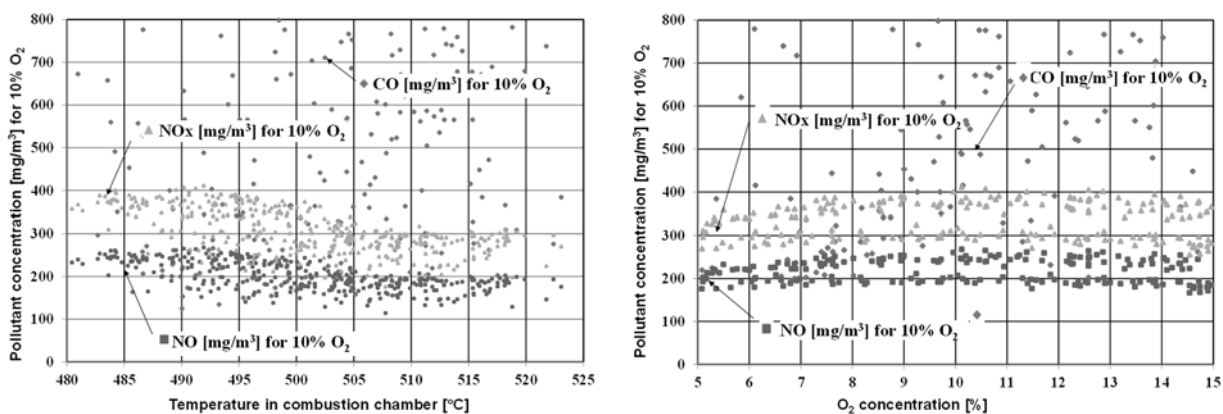 Pollutant concentration [mg/m³] for 10% O₂
800
700
600
500
400
300
200
100
0
CO [mg/m³] for 10% O₂
NOx [mg/m³] for 10% O₂
NO [mg/m³] for 10% O₂
480 485 490 495 500 505 510 515 520 525
Temperature in combustion chamber [°C]
Pollutant concentration [mg/m³] for 10% O₂
800
700
600
500
400
300
200
100
0
CO [mg/m³] for 10% O₂
NOx [mg/m³] for 10% O₂
NO [mg/m³] for 10% O₂
5 6 7 8 9 10 11 12 13 14 15
O₂ concentration [%]